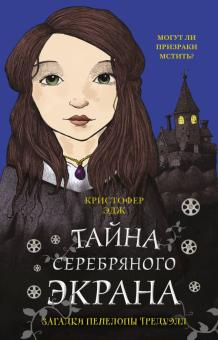 МОГУТ ЛИ
ПРИЗРАКИ
МСТИТЬ?
КРИСТОФЕР
ЭДЖ
ТАЙНА
СЕРЕБРЯНОГО
ЭКРАНА
ЗАГАДКИ ПЕНЕЛОПЫ ТРЕДУЭЛЛ